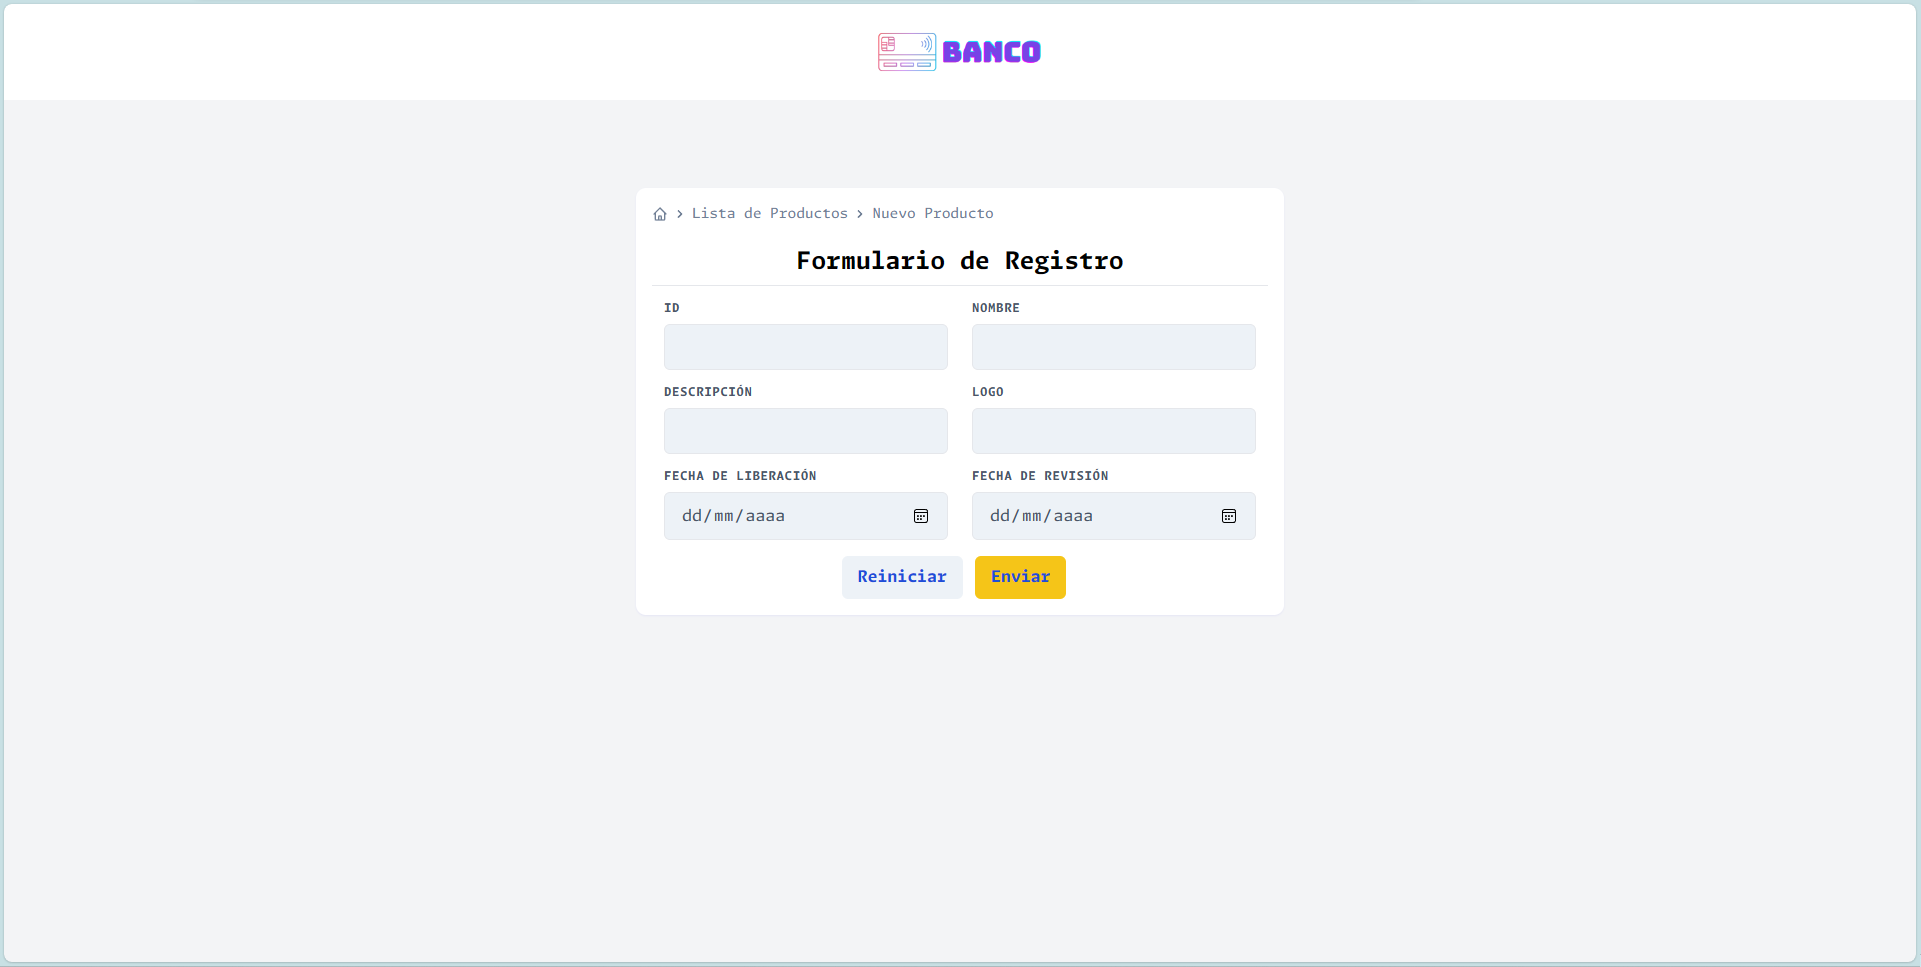 BANCO
Lista de Productos > Nuevo Producto
Formulario de Registro
ID NOMBRE
DESCRIPCIÓN LOGO
FECHA DE LIBERACIÓN FECHA DE REVISIÓN
dd/mm/aaaa dd/mm/aaaa
Reiniciar Enviar